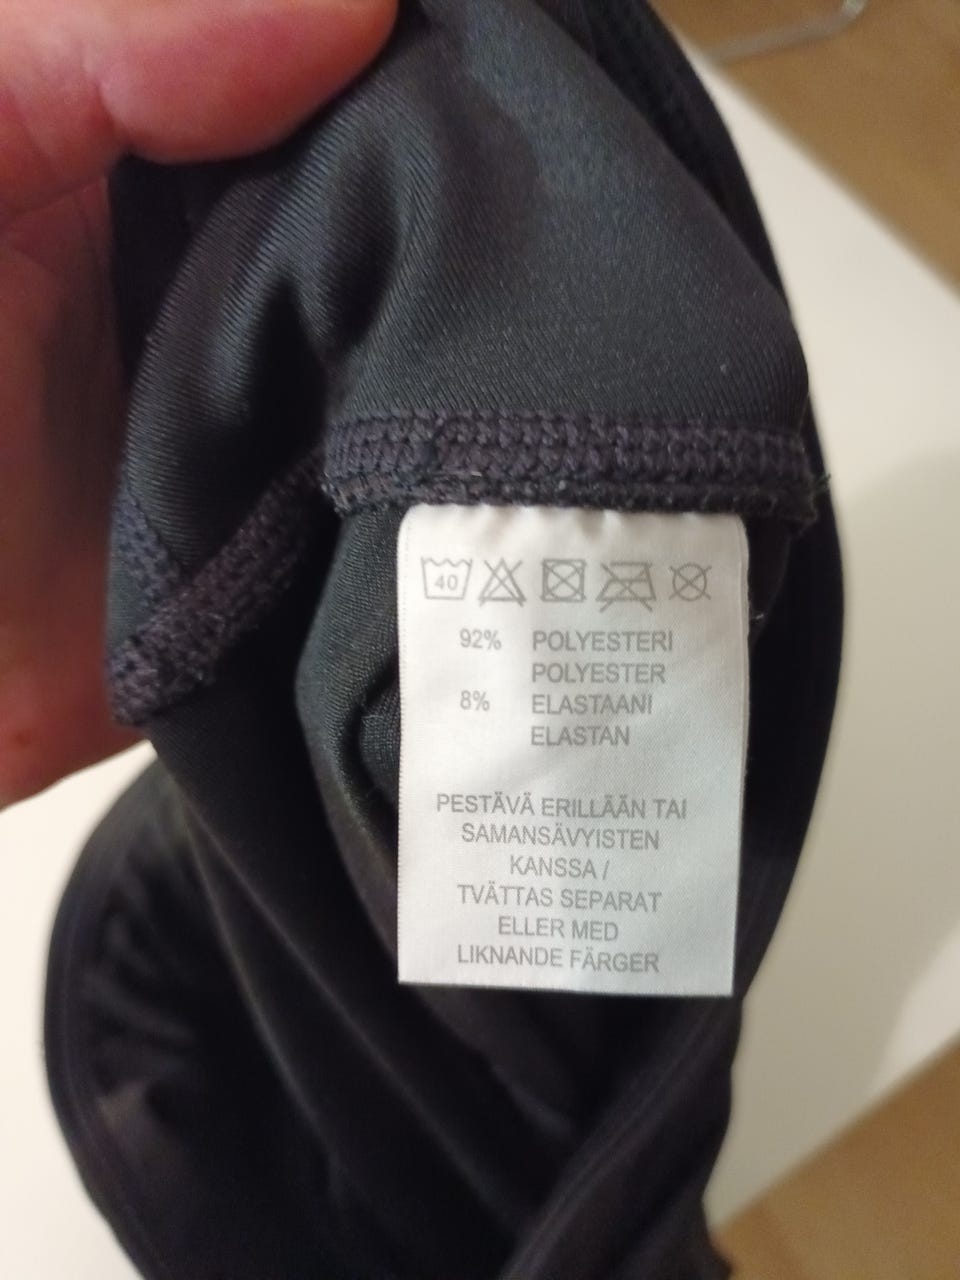 40
92% POLYESTERI
POLYESTER
8% ELASTAANI
ELASTAN
PESTÄVÄ ERILLÄÄN TAI
SAMANSÄVYISTEN
KANSSA /
TVÄTTAS SEPARAT
ELLER MED
LIKNANDE FÄRGER